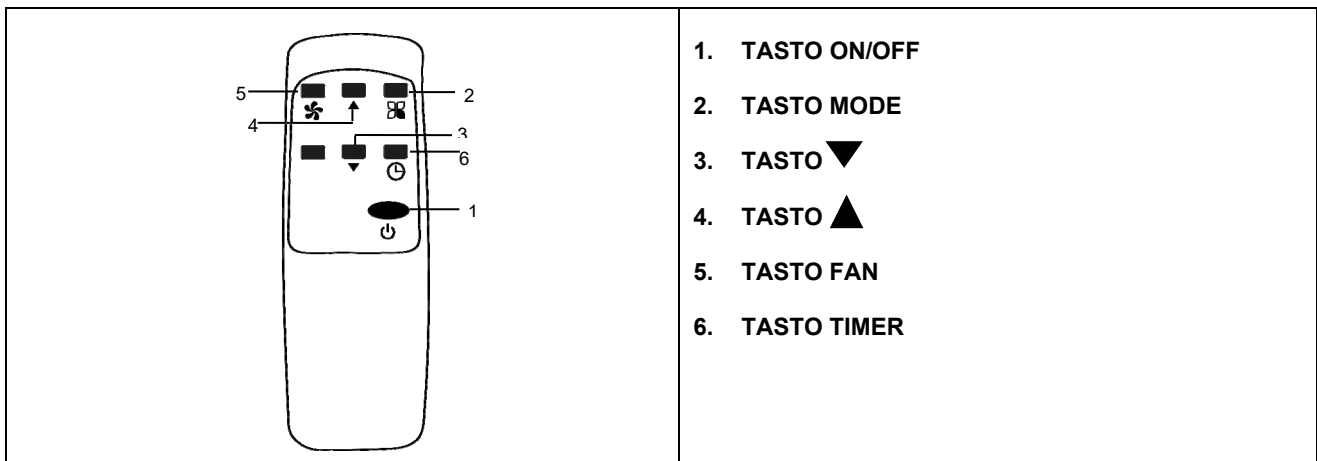 5
2
4
3
6
1
1. TASTO ON/OFF
2. TASTO MODE
3. TASTO ▼
4. TASTO ▲
5. TASTO FAN
6. TASTO TIMER